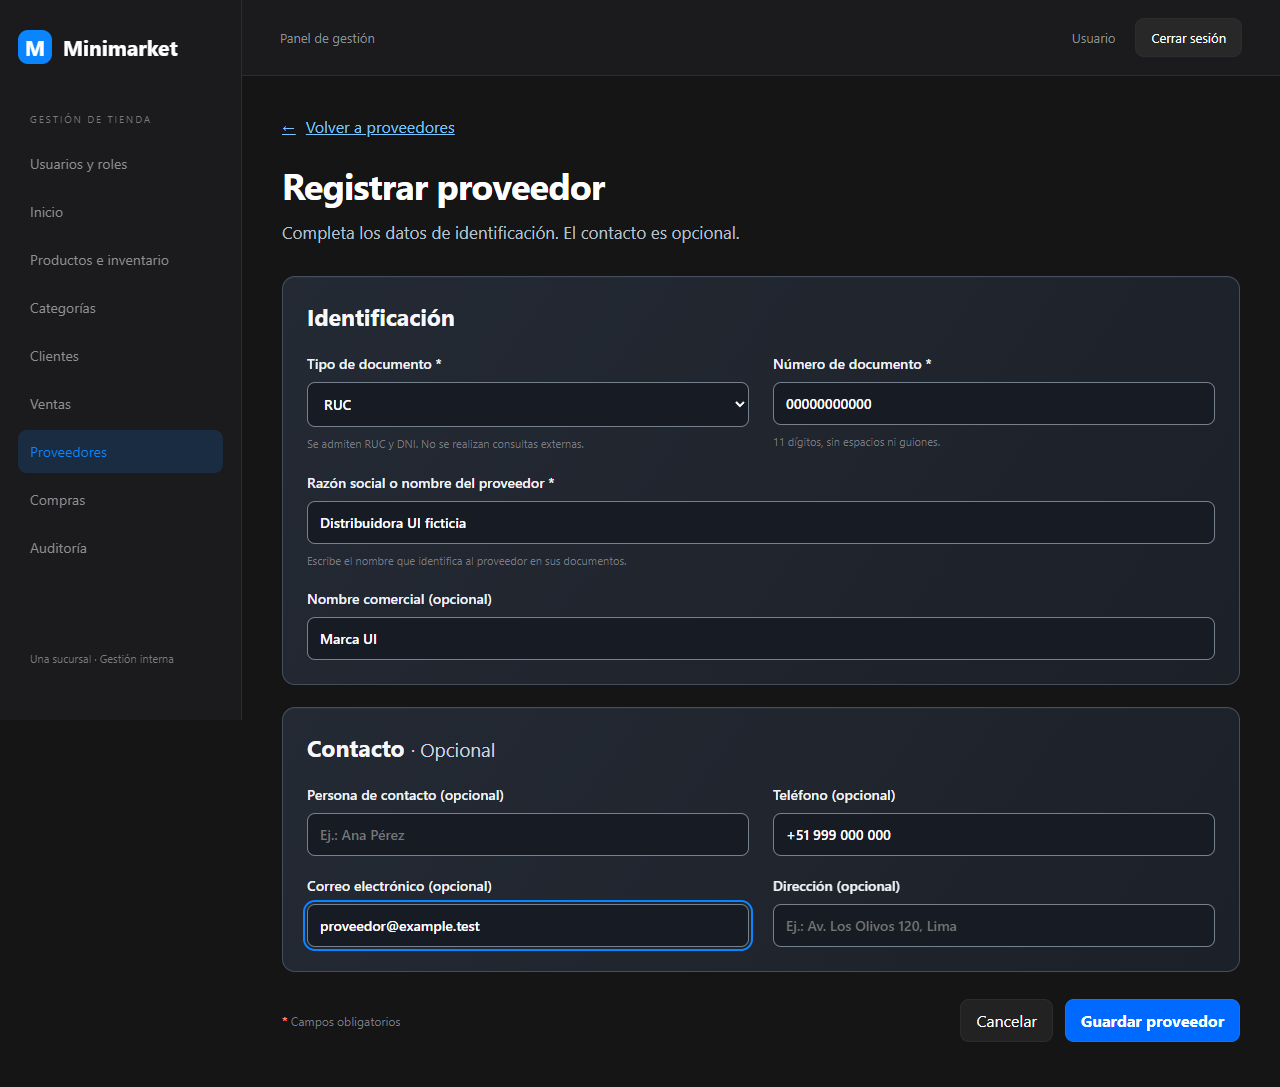 M Minimarket
Panel de gestión
Usuario
Cerrar sesión
GESTIÓN DE TIENDA
Usuarios y roles
Inicio
Productos e inventario
Categorías
Clientes
Ventas
Proveedores
Compras
Auditoría
Una sucursal · Gestión interna
← Volver a proveedores
Registrar proveedor
Completa los datos de identificación. El contacto es opcional.
Identificación
Tipo de documento *
RUC
Se admiten RUC y DNI. No se realizan consultas externas.
Número de documento *
00000000000
11 dígitos, sin espacios ni guiones.
Razón social o nombre del proveedor *
Distribuidora UI ficticia
Escribe el nombre que identifica al proveedor en sus documentos.
Nombre comercial (opcional)
Marca UI
Contacto · Opcional
Persona de contacto (opcional)
Ej.: Ana Pérez
Teléfono (opcional)
+51 999 000 000
Correo electrónico (opcional)
proveedor@example.test
Dirección (opcional)
Ej.: Av. Los Olivos 120, Lima
* Campos obligatorios
Cancelar
Guardar proveedor